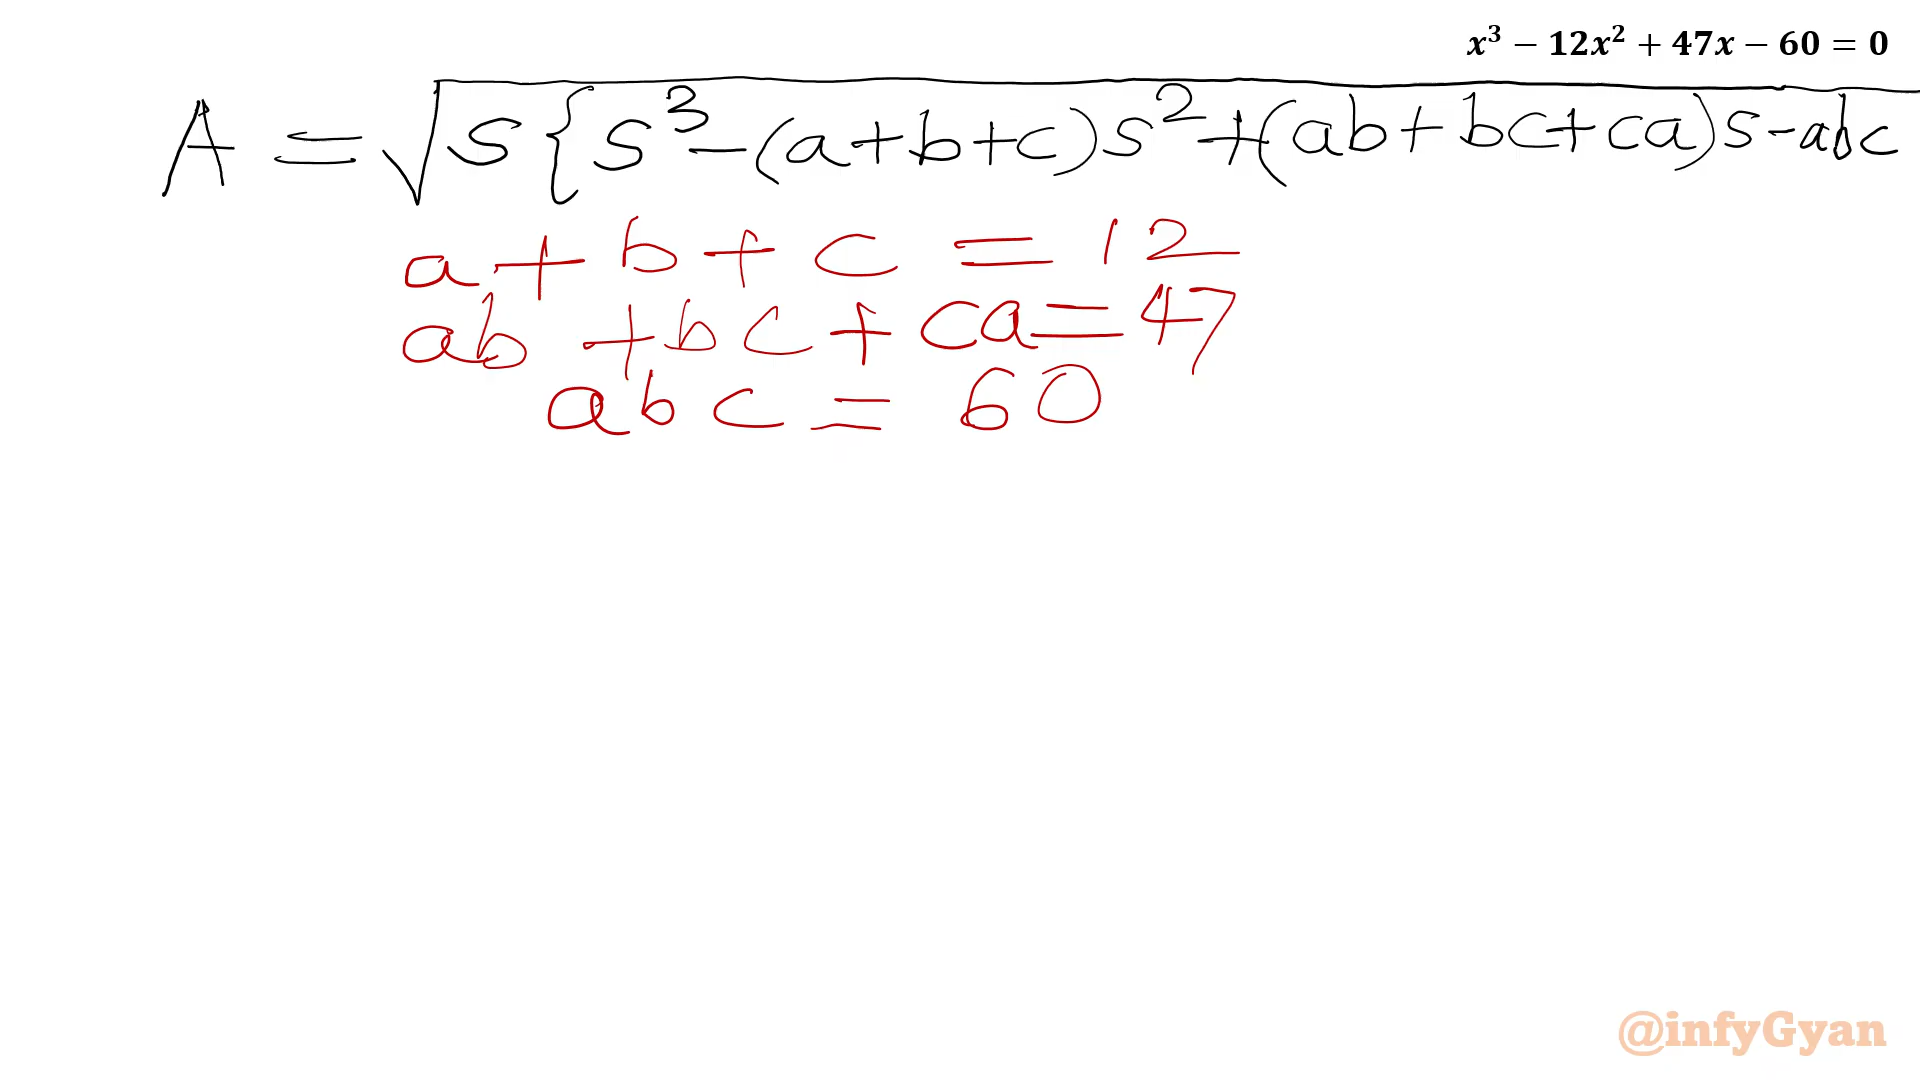 x³ − 12x² + 47x − 60 = 0
A = √s{s³-(a+b+c)s²+(ab+bc+ca)s-abc
a+b+c = 12
ab+bc+ca=47
abc = 60
@infyGyan